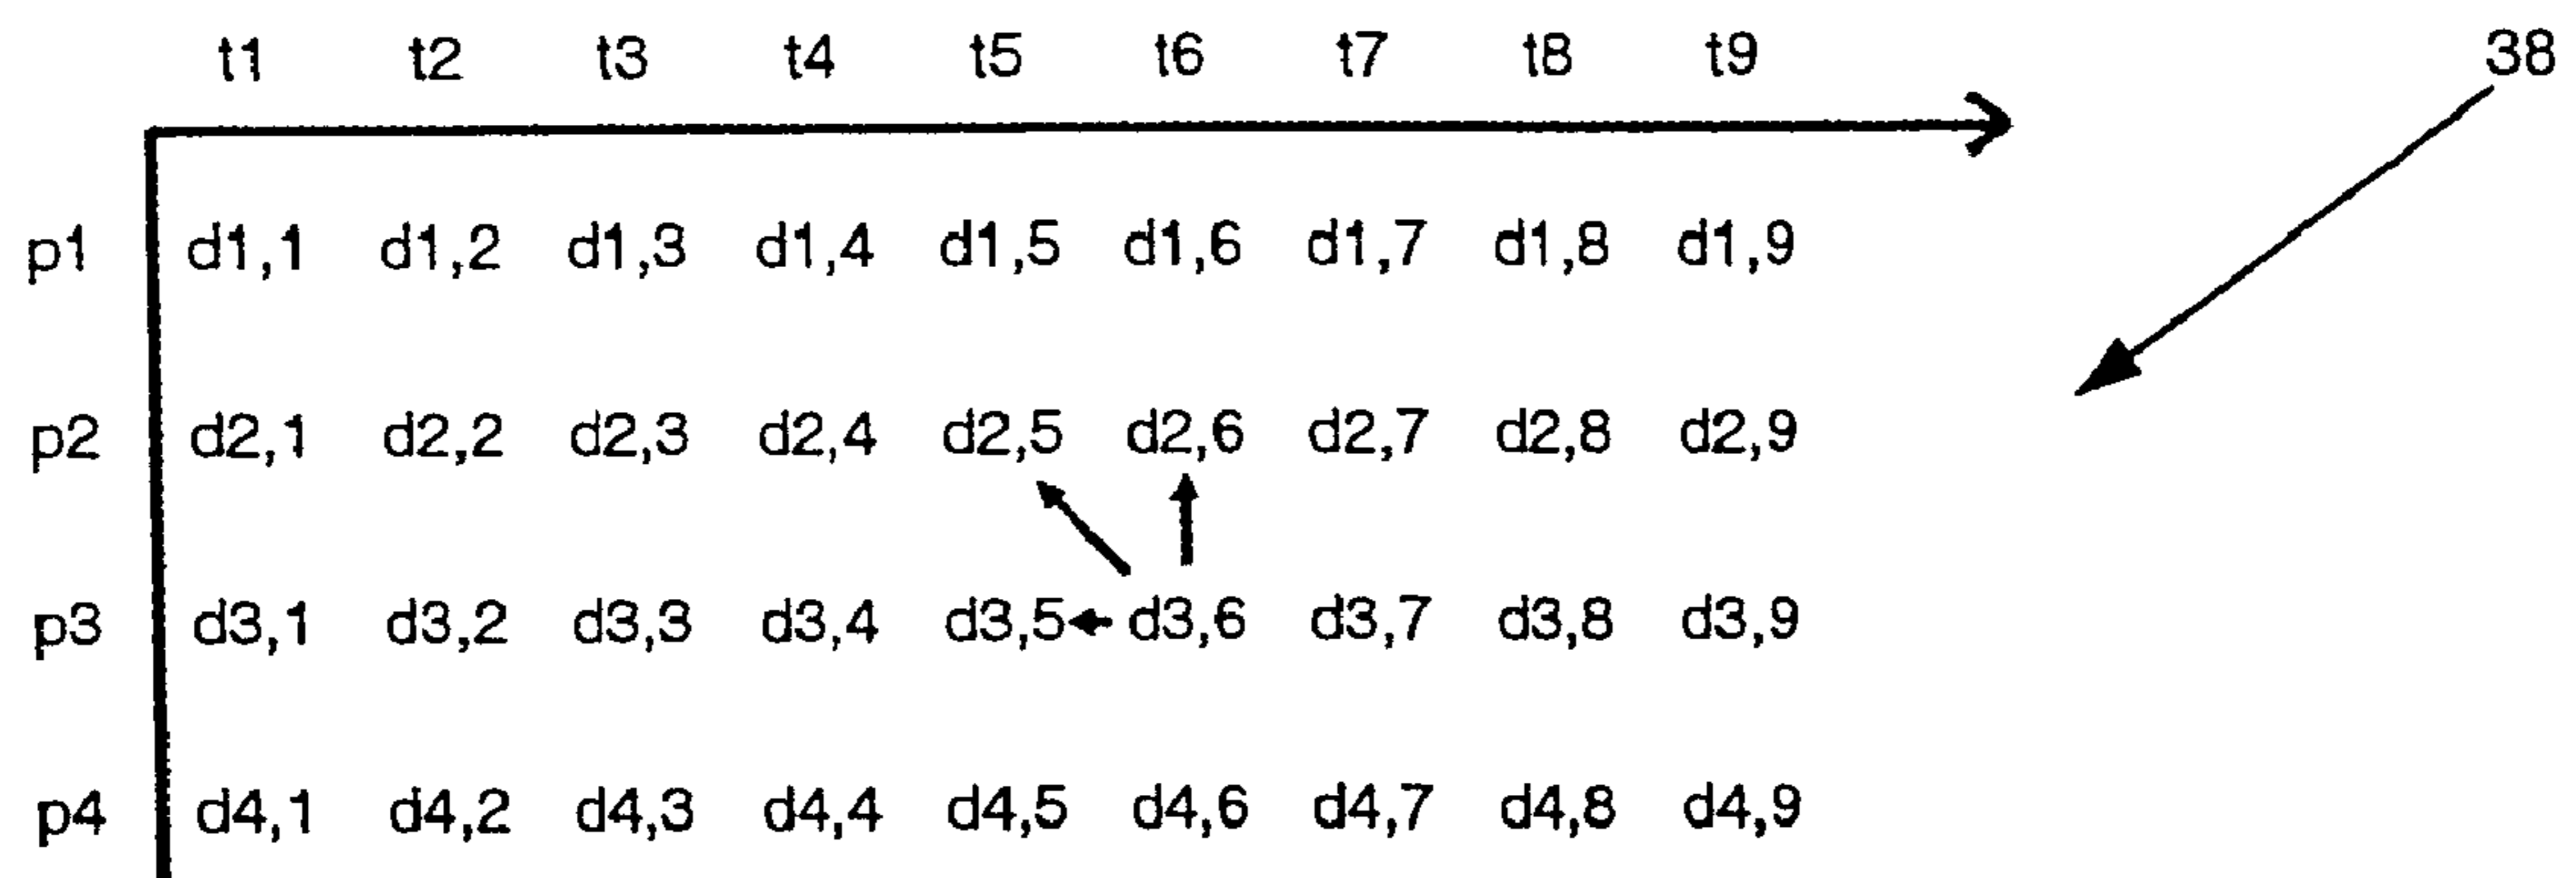 t1 t2 t3 t4 t5 t6 t7 t8 t9 38
p1 d1,1 d1,2 d1,3 d1,4 d1,5 d1,6 d1,7 d1,8 d1,9
p2 d2,1 d2,2 d2,3 d2,4 d2,5 d2,6 d2,7 d2,8 d2,9
p3 d3,1 d3,2 d3,3 d3,4 d3,5 d3,6 d3,7 d3,8 d3,9
p4 d4,1 d4,2 d4,3 d4,4 d4,5 d4,6 d4,7 d4,8 d4,9